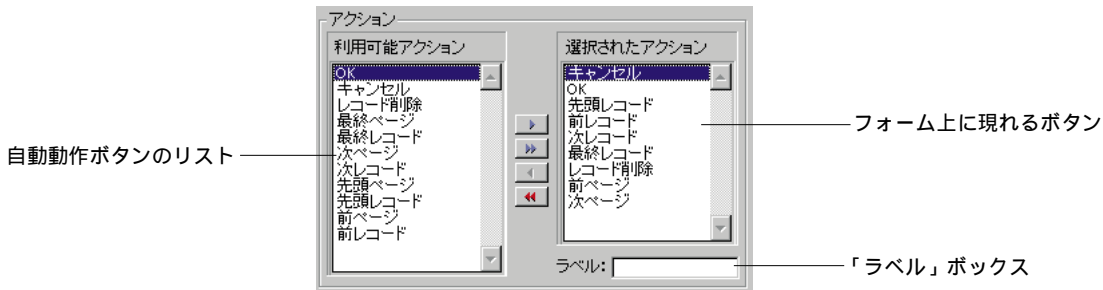 アクション
利用可能アクション
OK
キャンセル
レコード削除
最終ページ
最終レコード
次ページ
次レコード
先頭ページ
先頭レコード
前ページ
前レコード
選択されたアクション
キャンセル
OK
先頭レコード
前レコード
次レコード
最終レコード
レコード削除
前ページ
次ページ
ラベル:
自動動作ボタンのリスト
フォーム上に現れるボタン
「ラベル」ボックス